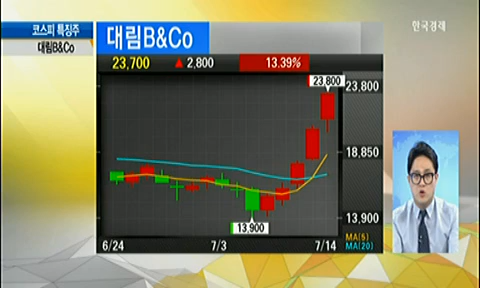 코스피 특징주
대림B&Co
대림B&Co
한국경제
23,700 ▲ 2,800 13.39%
23,800
23,800
18,850
13,900
13,900
6/24 7/3 7/14
MA(5)
MA(20)